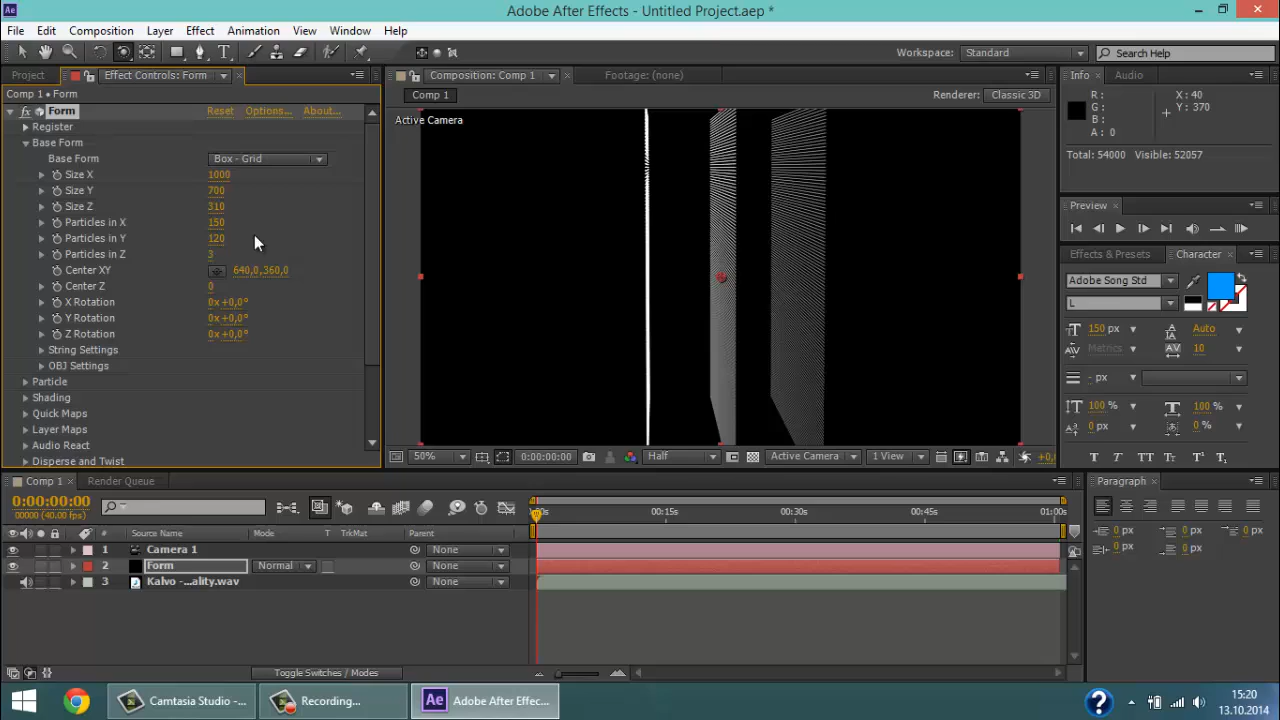 Ae
Adobe After Effects - Untitled Project.aep *
File Edit Composition Layer Effect Animation View Window Help
Workspace: Standard Search Help
Project Effect Controls: Form Composition: Comp 1 Footage: (none) Info Audio
Comp 1 • Form
Comp 1 Renderer: Classic 3D
fx Form Reset Options... About...
Active Camera
R: X: 40
G: Y: 370
B:
A: 0
Total: 54000 Visible: 52057
Register
Base Form
Base Form Box - Grid
Size X 1000
Size Y 700
Size Z 310
Particles in X 150
Particles in Y 120
Particles in Z 3
Center XY 640,0,360,0
Center Z 0
X Rotation 0x+0,0°
Y Rotation 0x+0,0°
Z Rotation 0x+0,0°
String Settings
OBJ Settings
Particle
Shading
Quick Maps
Layer Maps
Audio React
Disperse and Twist
Preview
Effects & Presets Character
Adobe Song Std
L
150 px Auto
Metrics 10
- px
100 % 100 %
0 px 0 %
T T TT Tt T¹ T₁
50% 0:00:00:00 Half Active Camera 1 View +0,
Comp 1 Render Queue
Paragraph
0:00:00:00
00000 (40.00 fps)
00s 00:15s 00:30s 00:45s 01:00s
# Source Name Mode T TrkMat Parent
1 Camera 1 None
2 Form Normal None
3 Kalvo -...ality.wav None
0 px 0 px 0 px
0 px 0 px
Toggle Switches / Modes
Camtasia Studio -... Recording... Ae Adobe After Effec...
?
15:20
13.10.2014